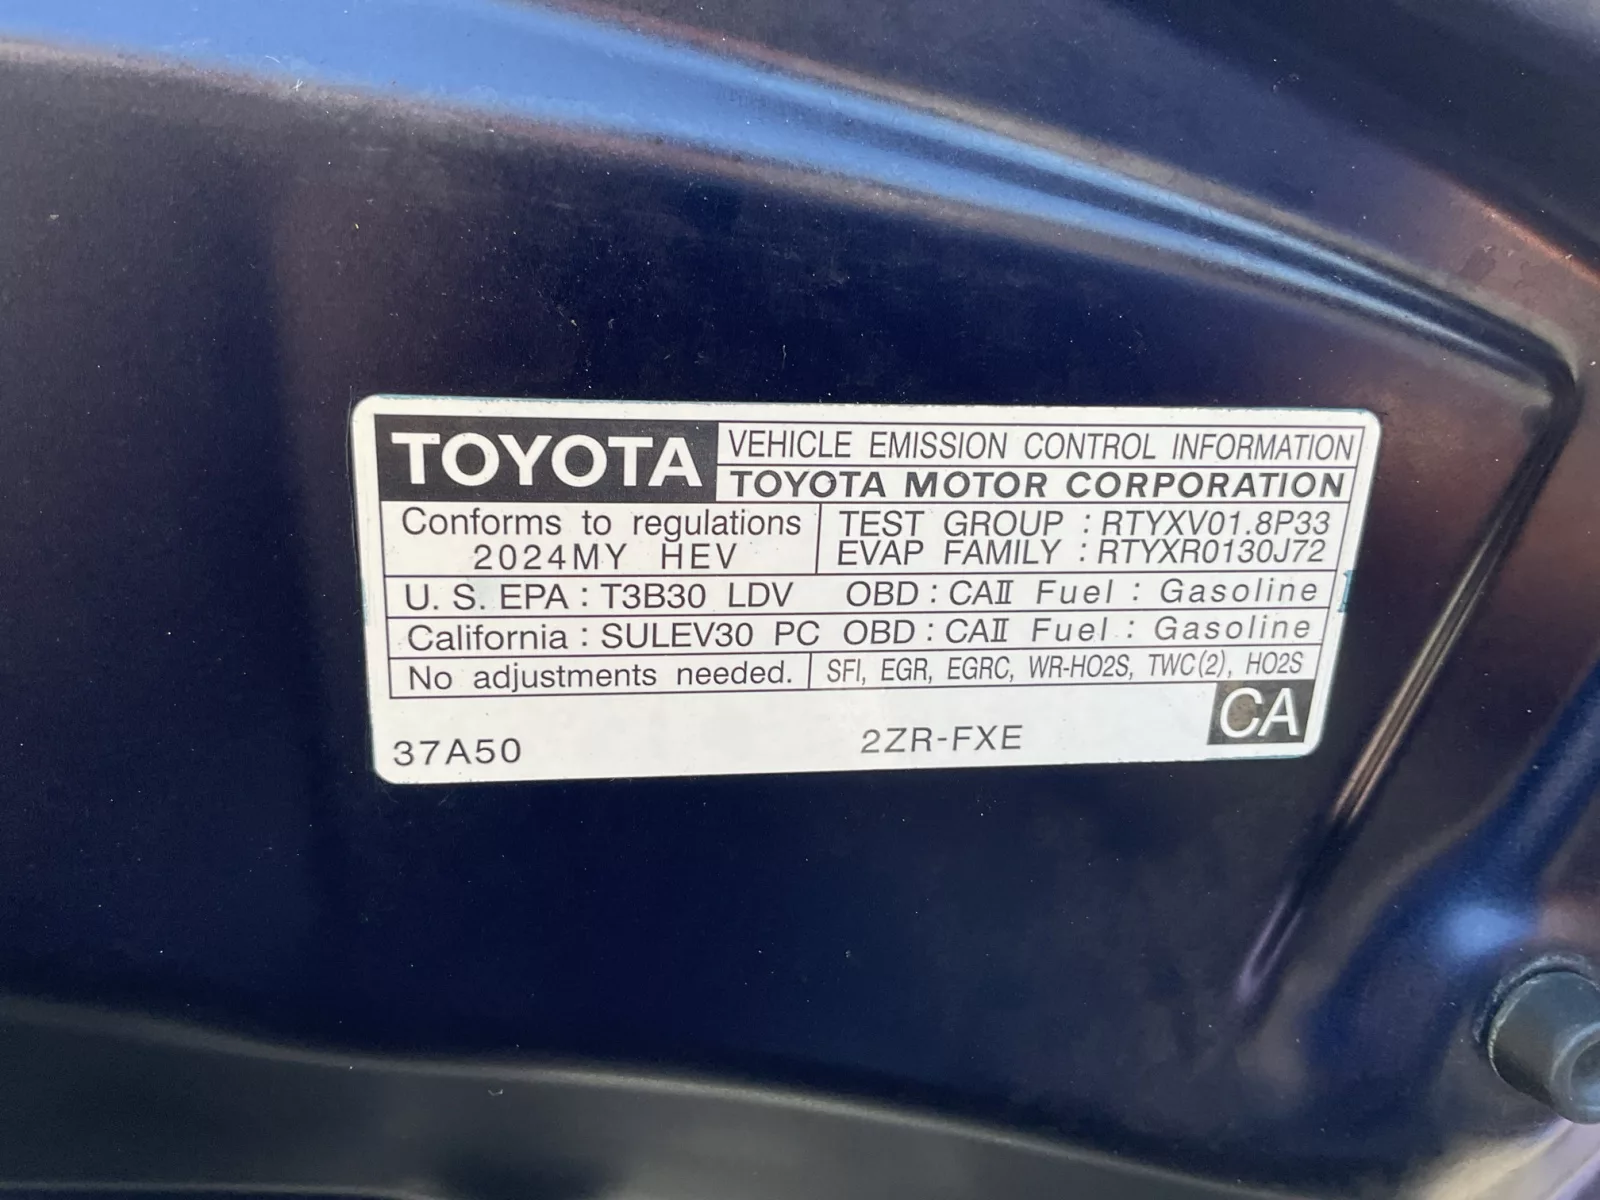 TOYOTA
VEHICLE EMISSION CONTROL INFORMATION
TOYOTA MOTOR CORPORATION
Conforms to regulations
2024MY HEV
TEST GROUP : RTYXV01.8P33
EVAP FAMILY : RTYXR0130J72
U. S. EPA : T3B30 LDV OBD : CAⅡ Fuel : Gasoline
California : SULEV30 PC OBD : CAⅡ Fuel : Gasoline
No adjustments needed. SFI, EGR, EGRC, WR-HO2S, TWC(2), HO2S
CA
37A50 2ZR-FXE